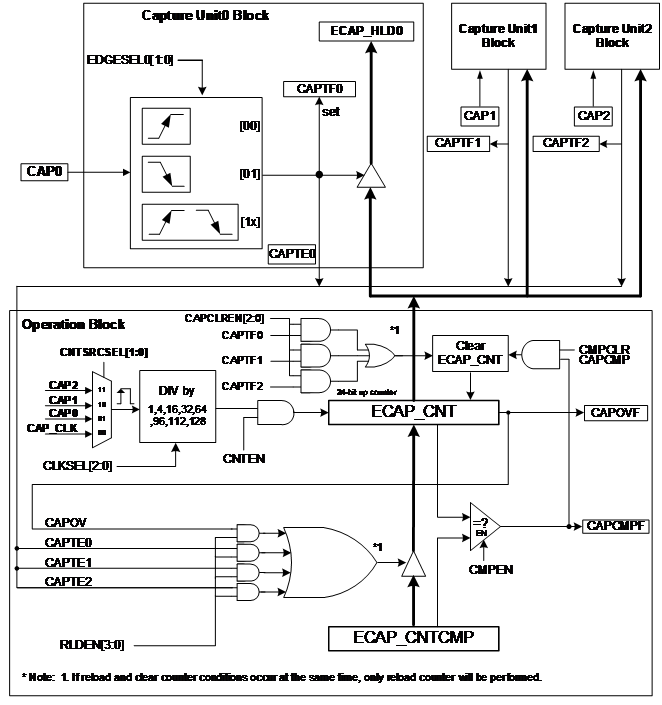 Capture Unit0 Block
ECAP_HLD0
Capture Unit1
Block
Capture Unit2
Block
EDGESEL0[1:0]
CAPTF0
set
[00]
[01]
[1x]
CAP0
CAPTE0
CAP1
CAPTF1
CAP2
CAPTF2
Operation Block
CAPCLREN[2:0]
CAPTF0
CAPTF1
CAPTF2
*1
Clear
ECAP_CNT
CMPCLR
CAPCMP
CNTSRCSEL[1:0]
CAP2
CAP1
CAP0
CAP_CLK
11
10
01
00
DIV by
1,4,16,32,64
,96,112,128
CLKSEL[2:0]
CNTEN
24-bit up counter
ECAP_CNT
CAPOVF
CAPOV
CAPTE0
CAPTE1
CAPTE2
*1
=?
EN
CMPEN
CAPCMPF
RLDEN[3:0]
ECAP_CNTCMP
* Note: 1. If reload and clear counter conditions occur at the same time, only reload counter will be performed.